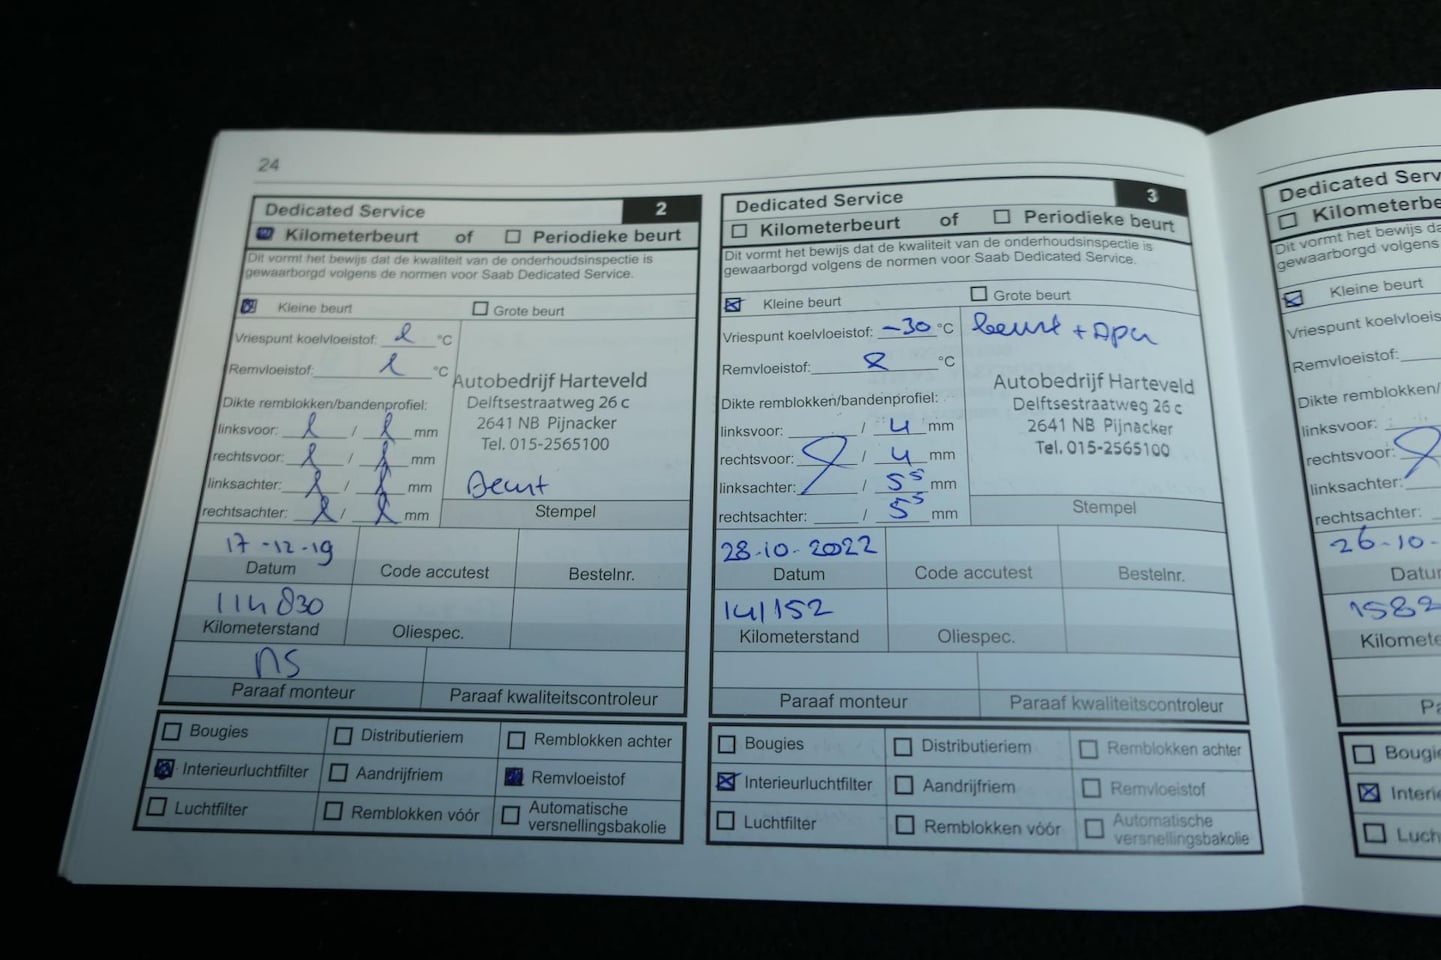 24
Dedicated Service 2
Kilometerbeurt of Periodieke beurt
Dit vormt het bewijs dat de kwaliteit van de onderhoudsinspectie is
gewaarborgd volgens de normen voor Saab Dedicated Service.
Kleine beurt Grote beurt
Vriespunt koelvloeistof: °C
Remvloeistof: °C
Dikte remblokken/bandenprofiel:
linksvoor: / mm
rechtsvoor: / mm
linksachter: / mm
rechtsachter: / mm
Autobedrijf Harteveld
Delftsestraatweg 26 c
2641 NB Pijnacker
Tel. 015-2565100
Beurt
Stempel
17-12-19
Datum Code accutest Bestelnr.
114 830
Kilometerstand Oliespec.
ns
Paraaf monteur Paraaf kwaliteitscontroleur
Bougies Distributieriem Remblokken achter
Interieurluchtfilter Aandrijfriem Remvloeistof
Luchtfilter Remblokken vóór Automatische
versnellingsbakolie
Dedicated Service 3
Kilometerbeurt of Periodieke beurt
Dit vormt het bewijs dat de kwaliteit van de onderhoudsinspectie is
gewaarborgd volgens de normen voor Saab Dedicated Service.
Kleine beurt Grote beurt
Vriespunt koelvloeistof: -30 °C
Remvloeistof: °C
Dikte remblokken/bandenprofiel:
linksvoor: / 4 mm
rechtsvoor: / 4 mm
linksachter: / 5⁵ mm
rechtsachter: / 5⁵ mm
beurt + Apk
Autobedrijf Harteveld
Delftsestraatweg 26 c
2641 NB Pijnacker
Tel. 015-2565100
Stempel
28-10-2022
Datum Code accutest Bestelnr.
141152
Kilometerstand Oliespec.
Paraaf monteur Paraaf kwaliteitscontroleur
Bougies Distributieriem Remblokken achter
Interieurluchtfilter Aandrijfriem Remvloeistof
Luchtfilter Remblokken vóór Automatische
versnellingsbakolie
Dedicated Serv
Kilometerbe
Dit vormt het bewijs da
gewaarborgd volgens
Kleine beurt
Vriespunt koelvloeis
Remvloeistof:
Dikte remblokken/
linksvoor:
rechtsvoor:
linksachter:
rechtsachter:
26-10-
Datu
1582
Kilomete
Pa
Bougie
Interi
Luch